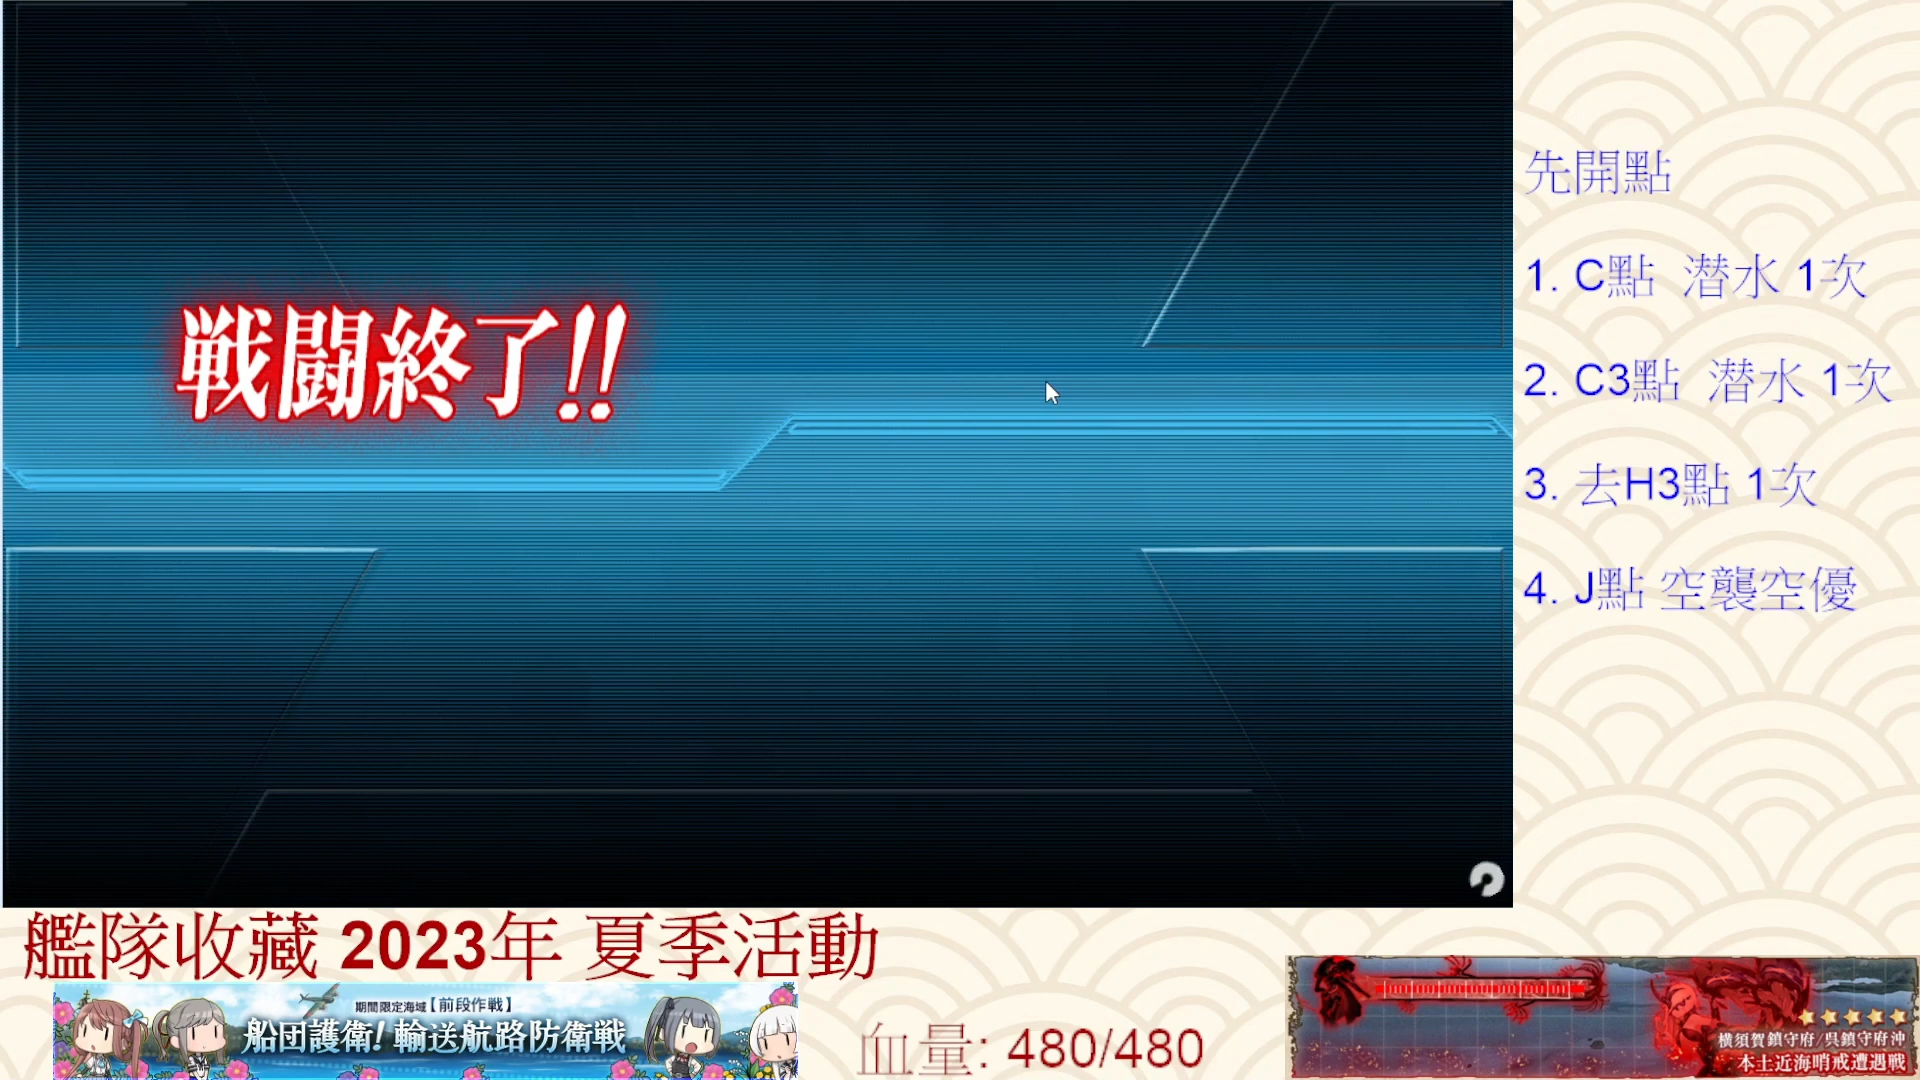 戦闘終了!!
先開點
1. C點 潜水 1次
2. C3點 潜水 1次
3. 去H3點 1次
4. J點 空襲空優
艦隊收藏 2023年 夏季活動
期間限定海域【前段作戦】
船団護衛! 輸送航路防衛戦
血量: 480/480
横須賀鎮守府/呉鎮守府沖
本土近海哨戒遭遇戦